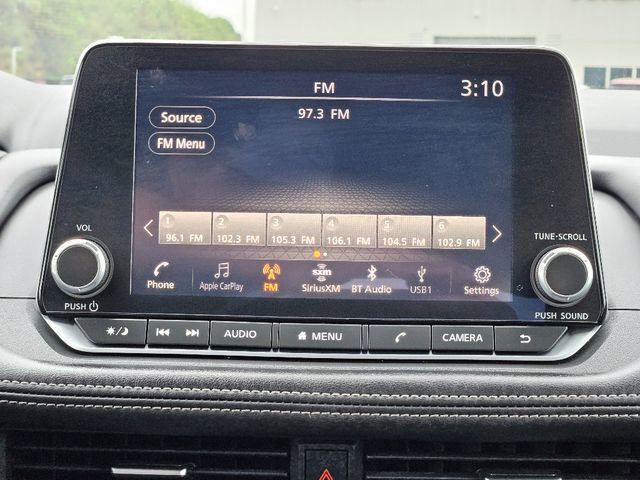 FM 3:10
Source 97.3 FM
FM Menu
1 2 3 4 5 6
96.1 FM 102.3 FM 105.3 FM 106.1 FM 104.5 FM 102.9 FM
VOL
TUNE·SCROLL
Phone Apple CarPlay FM SiriusXM BT Audio USB1 Settings
sxm
PUSH
PUSH SOUND
AUDIO MENU CAMERA